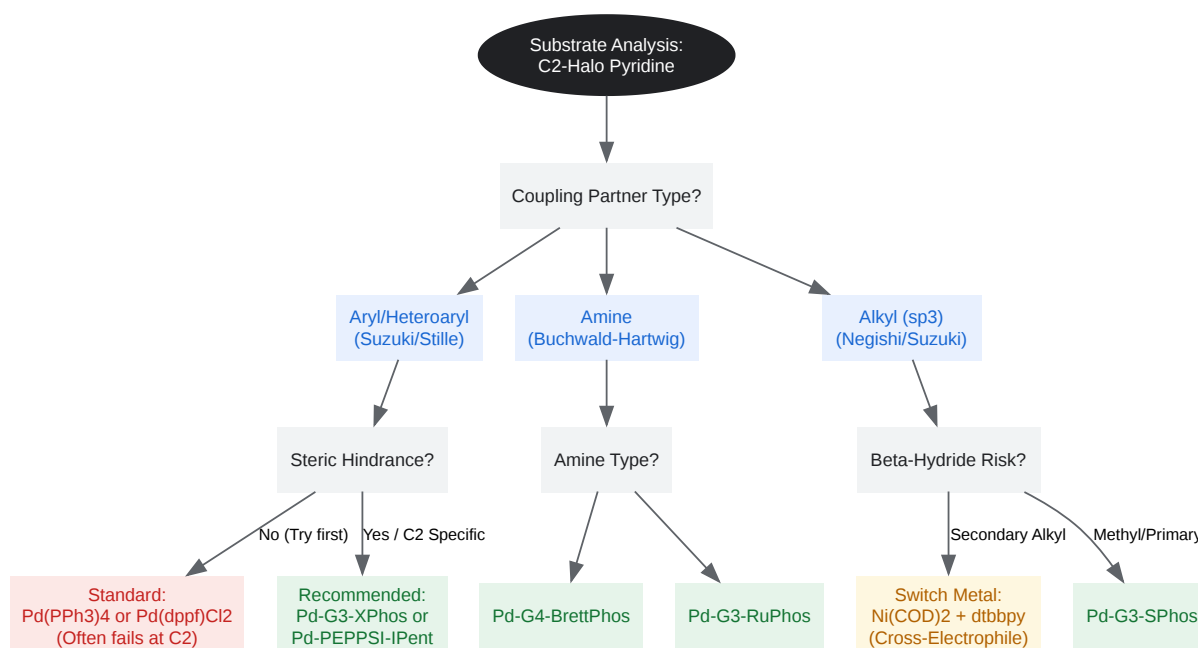 Substrate Analysis:
C2-Halo Pyridine
Coupling Partner Type?
Aryl/Heteroaryl
(Suzuki/Stille)
Amine
(Buchwald-Hartwig)
Alkyl (sp3)
(Negishi/Suzuki)
Steric Hindrance?
Amine Type?
Beta-Hydride Risk?
No (Try first)
Yes / C2 Specific
Secondary Alkyl
Methyl/Primary
Standard:
Pd(PPh3)4 or Pd(dppf)Cl2
(Often fails at C2)
Recommended:
Pd-G3-XPhos or
Pd-PEPPSI-IPent
Pd-G4-BrettPhos
Pd-G3-RuPhos
Switch Metal:
Ni(COD)2 + dtbbpy
(Cross-Electrophile)
Pd-G3-SPhos